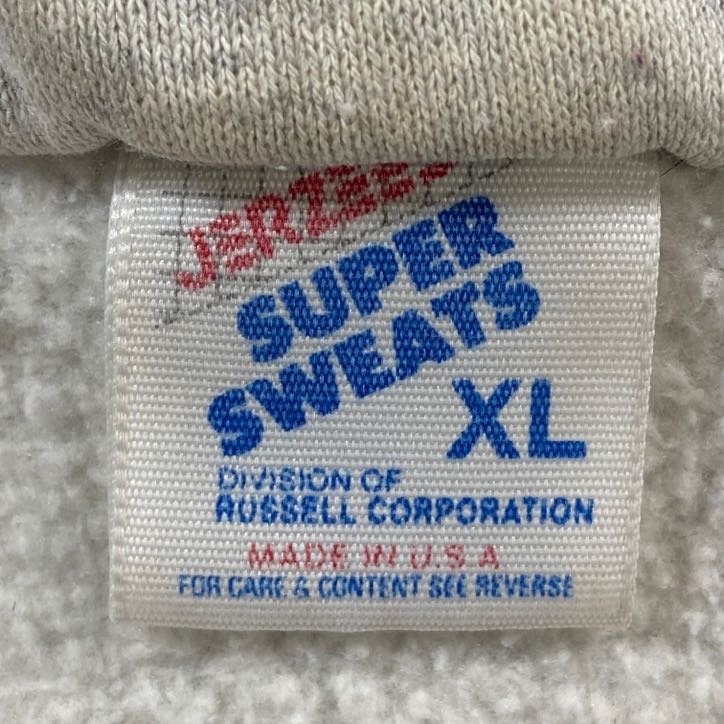 JERZEES
SUPER
SWEATS
XL
DIVISION OF
RUSSELL CORPORATION
MADE IN U.S.A
FOR CARE & CONTENT SEE REVERSE